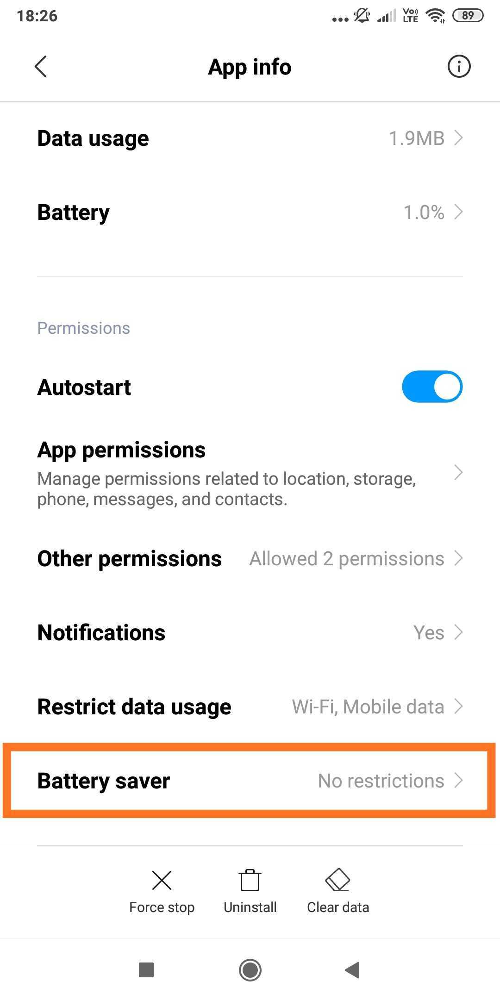 18:26
Vo)) LTE
89
App info
Data usage 1.9MB
Battery 1.0%
Permissions
Autostart
App permissions
Manage permissions related to location, storage,
phone, messages, and contacts.
Other permissions Allowed 2 permissions
Notifications Yes
Restrict data usage Wi-Fi, Mobile data
Battery saver No restrictions
Force stop Uninstall Clear data